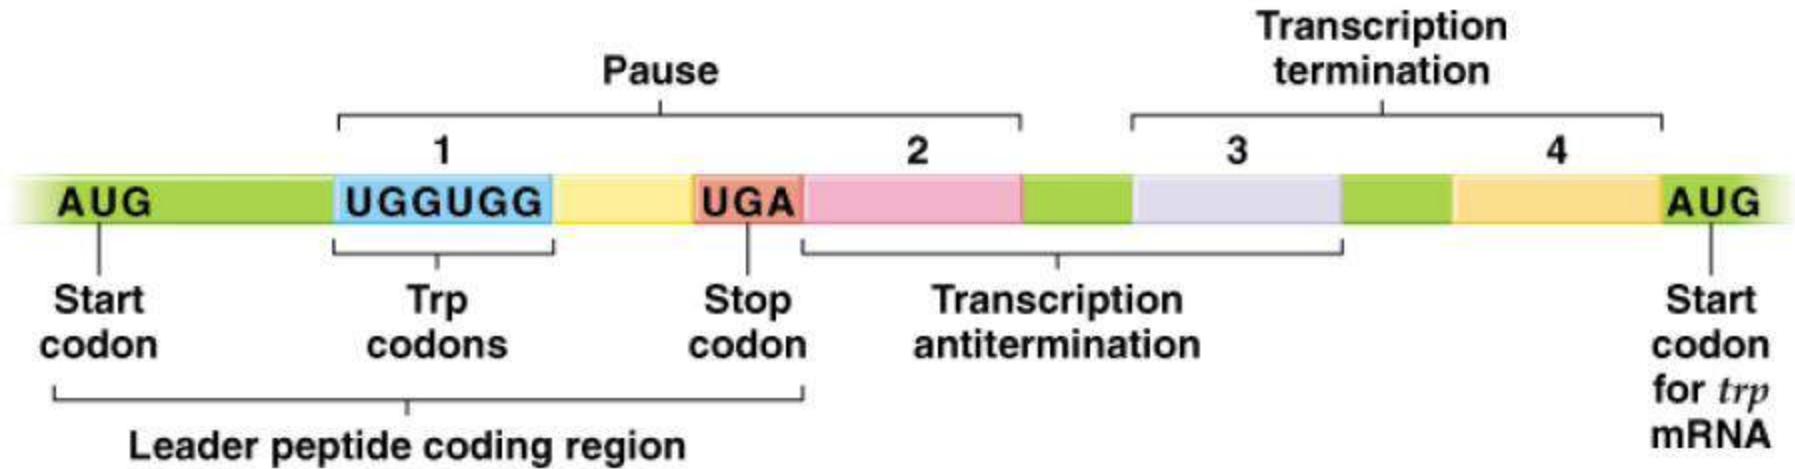 Transcription
termination
Pause
1
2
3
4
AUG
UGGUGG
UGA
AUG
Start
codon
Trp
codons
Stop
codon
Transcription
antitermination
Start
codon
for trp
mRNA
Leader peptide coding region